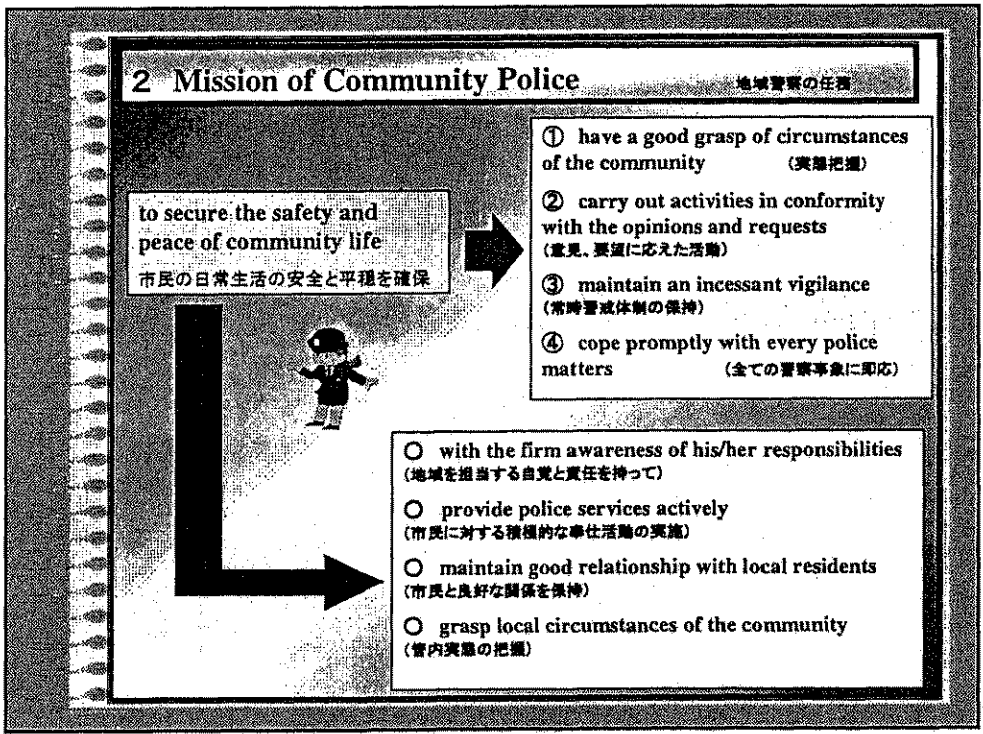 2 Mission of Community Police 地域警察の任務
to secure the safety and
peace of community life
市民の日常生活の安全と平穏を確保
① have a good grasp of circumstances
of the community (実態把握)
② carry out activities in conformity
with the opinions and requests
(意見、要望に応えた活動)
③ maintain an incessant vigilance
(常時警戒体制の保持)
④ cope promptly with every police
matters (全ての警察事象に即応)
○ with the firm awareness of his/her responsibilities
(地域を担当する自覚と責任を持って)
○ provide police services actively
(市民に対する積極的な奉仕活動の実施)
○ maintain good relationship with local residents
(市民と良好な関係を保持)
○ grasp local circumstances of the community
(管内実態の把握)